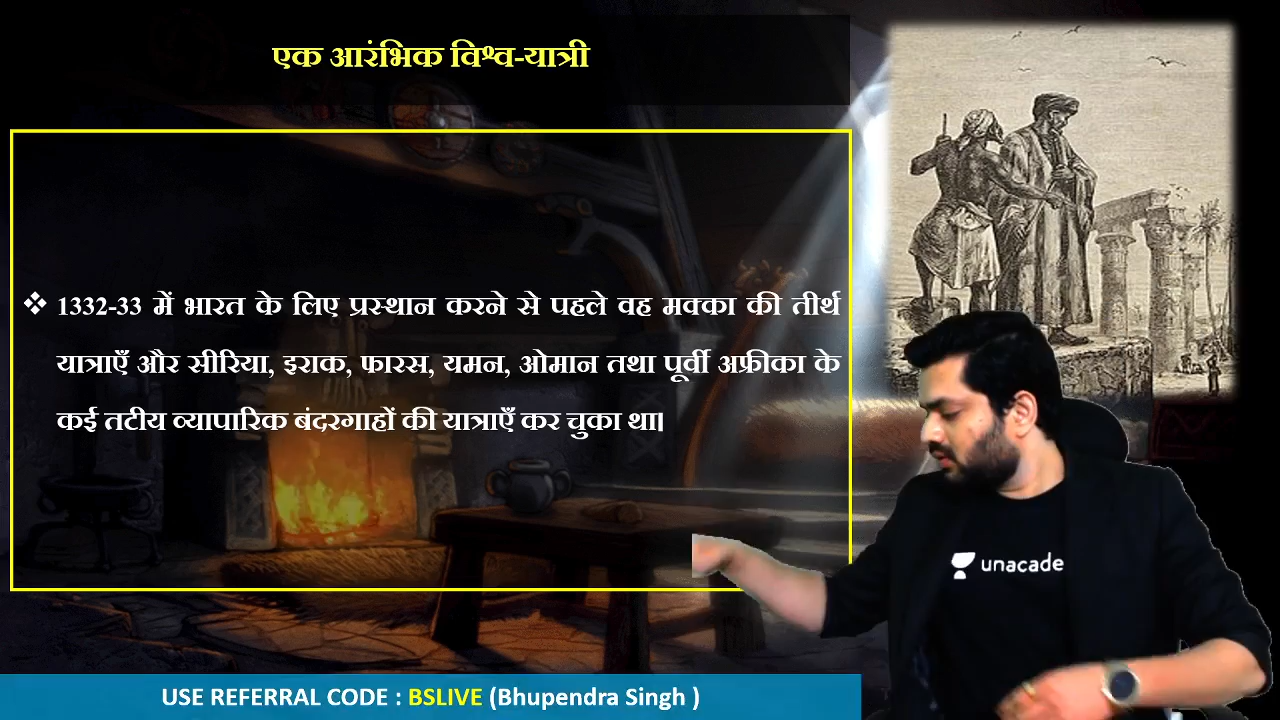 एक आरंभिक विश्व-यात्री
❖ 1332-33 में भारत के लिए प्रस्थान करने से पहले वह मक्का की तीर्थ
यात्राएँ और सीरिया, इराक, फारस, यमन, ओमान तथा पूर्वी अफ्रीका के
कई तटीय व्यापारिक बंदरगाहों की यात्राएँ कर चुका था।
unacade
USE REFERRAL CODE : BSLIVE (Bhupendra Singh )